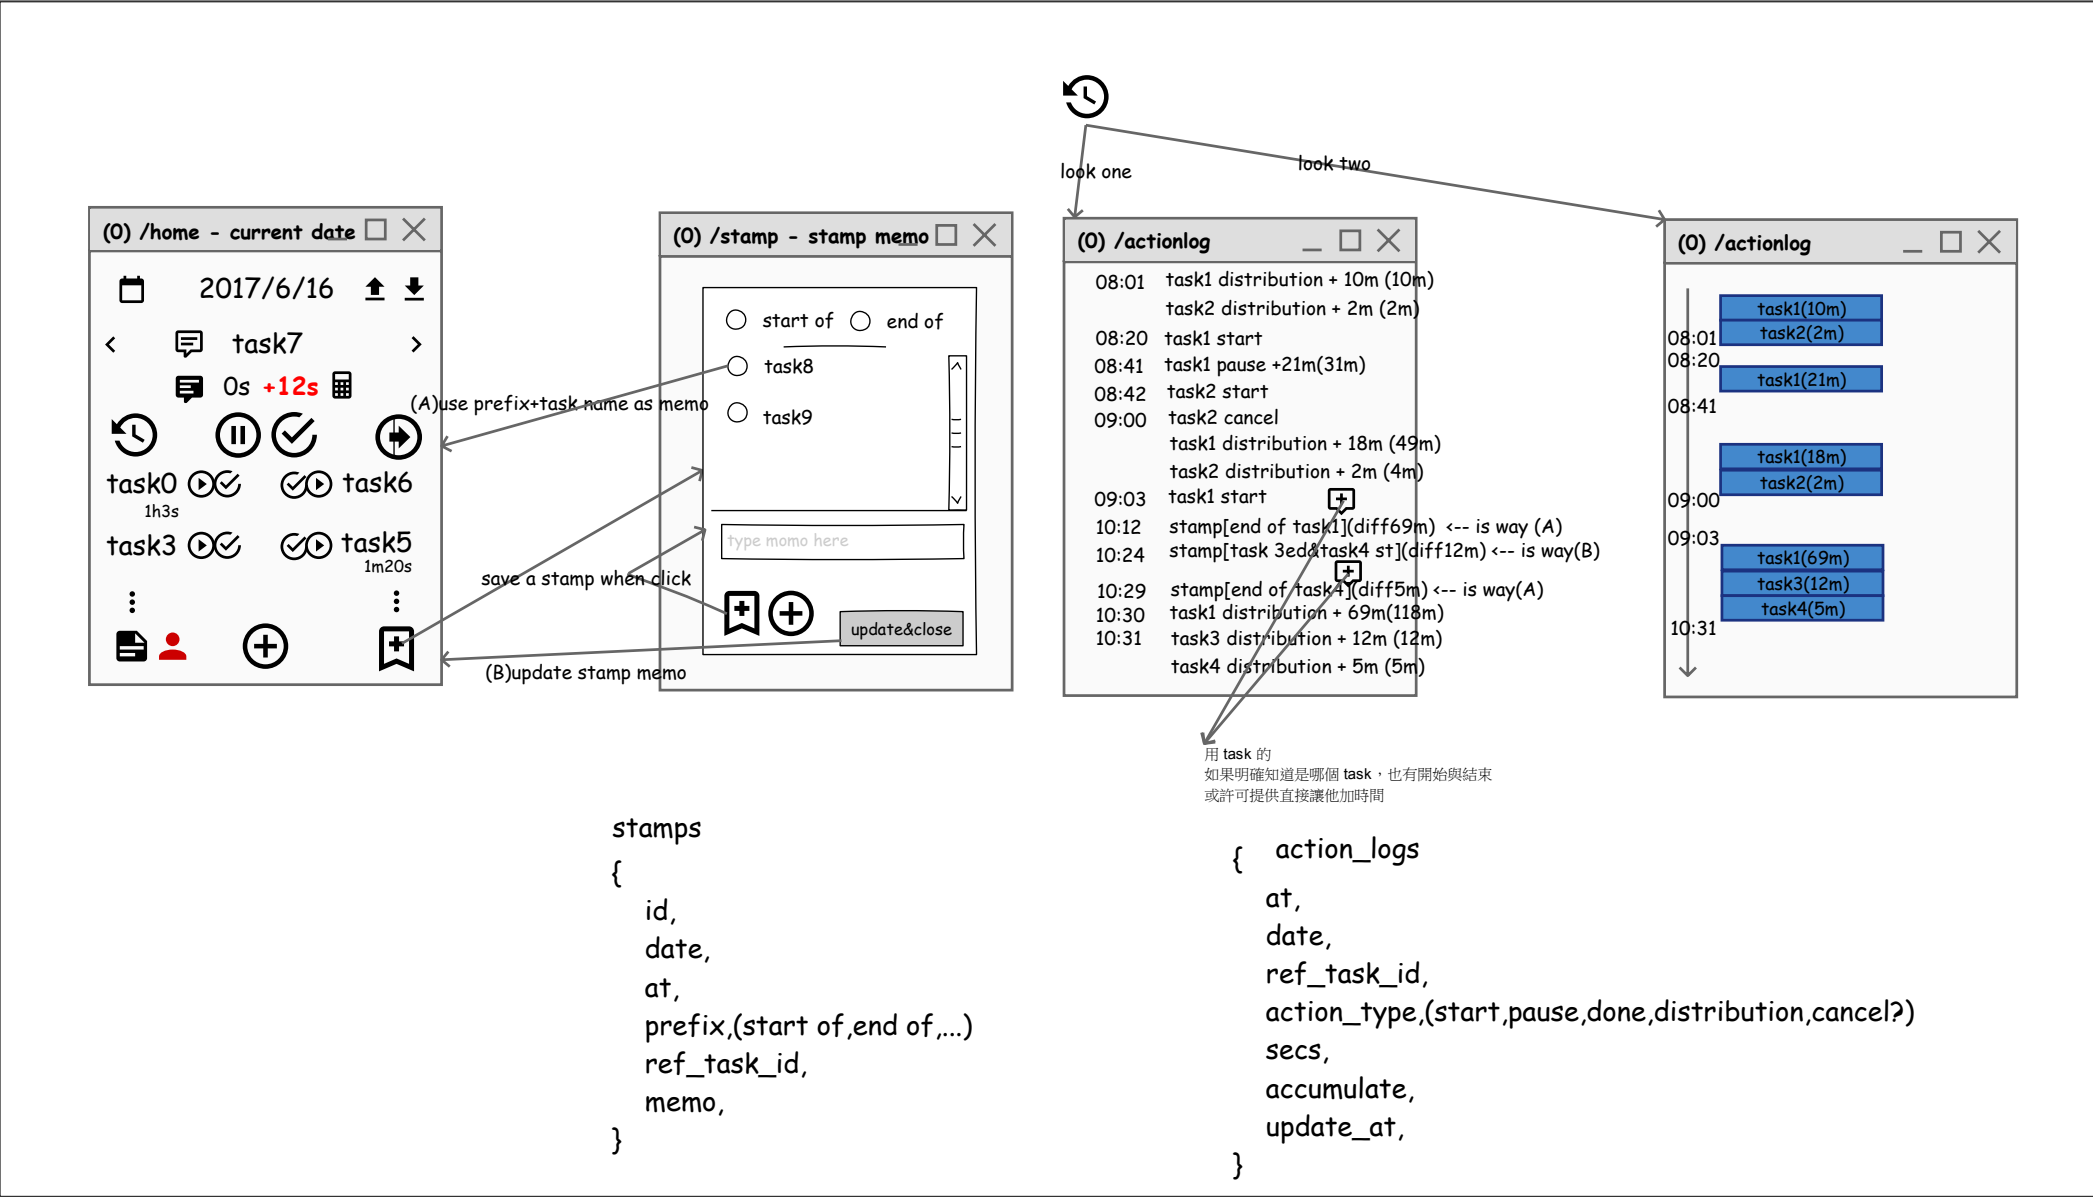 look one
look two
(0) /home - current date
2017/6/16
task7
0s +12s
task0
1h3s
task6
task3
task5
1m20s
(A)use prefix+task name as memo
save a stamp when click
(B)update stamp memo
(0) /stamp - stamp memo
start of
end of
task8
task9
type momo here
update&close
(0) /actionlog
08:01 task1 distribution + 10m (10m)
task2 distribution + 2m (2m)
08:20 task1 start
08:41 task1 pause +21m(31m)
08:42 task2 start
09:00 task2 cancel
task1 distribution + 18m (49m)
task2 distribution + 2m (4m)
09:03 task1 start
10:12 stamp[end of task1](diff69m) <-- is way (A)
10:24 stamp[task 3ed&task4 st](diff12m) <-- is way(B)
10:29 stamp[end of task4](diff5m) <-- is way(A)
10:30 task1 distribution + 69m(118m)
10:31 task3 distribution + 12m (12m)
task4 distribution + 5m (5m)
用 task 的
如果明確知道是哪個 task，也有開始與結束
或許可提供直接讓他加時間
(0) /actionlog
task1(10m)
task2(2m)
08:01
08:20
task1(21m)
08:41
task1(18m)
task2(2m)
09:00
09:03
task1(69m)
task3(12m)
task4(5m)
10:31
stamps
{
id,
date,
at,
prefix,(start of,end of,...)
ref_task_id,
memo,
}
{ action_logs
at,
date,
ref_task_id,
action_type,(start,pause,done,distribution,cancel?)
secs,
accumulate,
update_at,
}